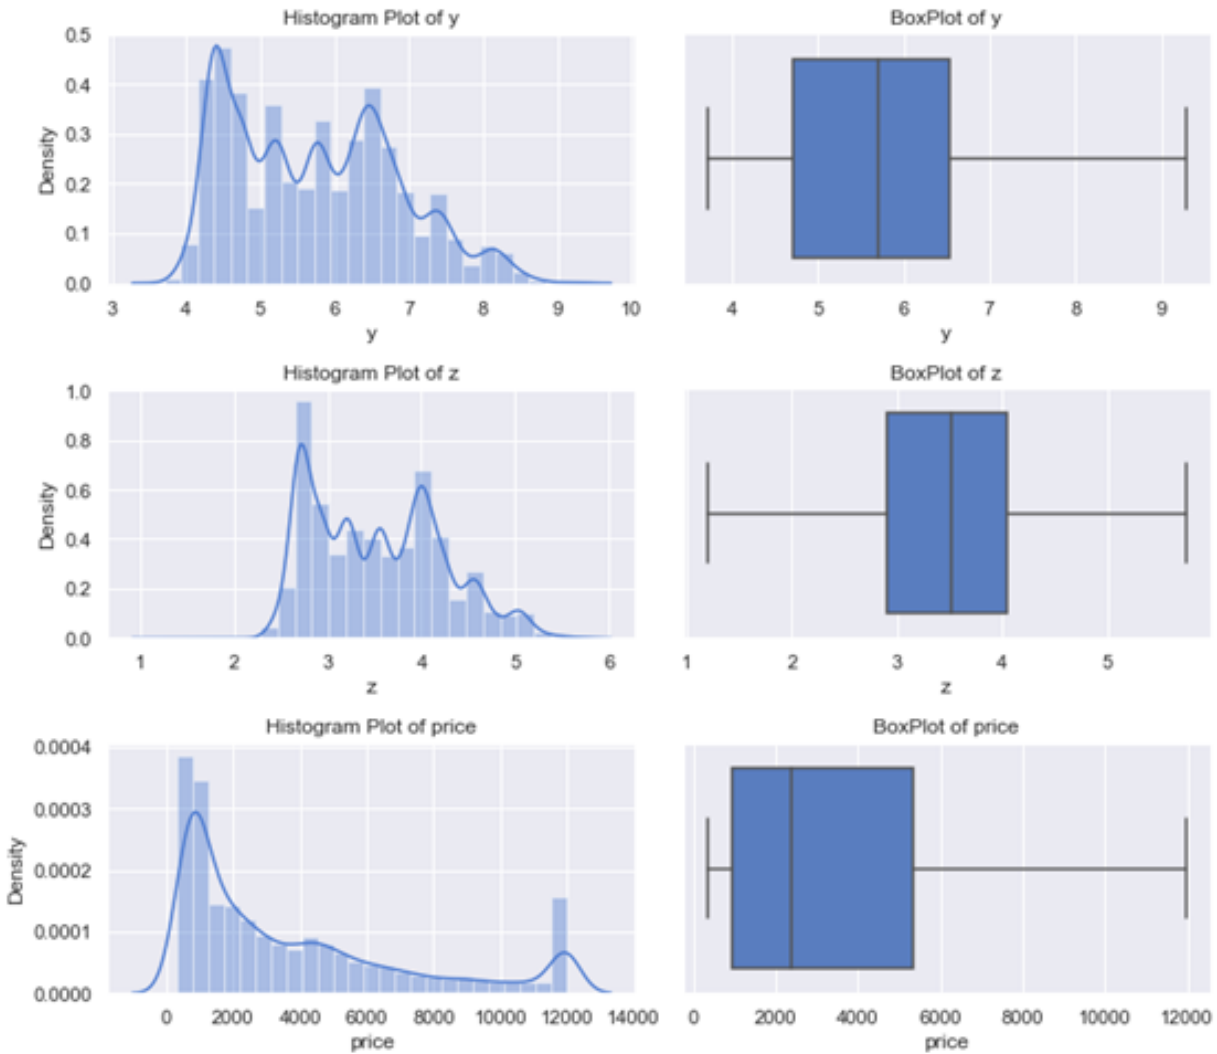 Histogram Plot of y
BoxPlot of y
0.5
0.4
0.3
0.2
0.1
0.0
Density
3 4 5 6 7 8 9 10
y
4 5 6 7 8 9
y
Histogram Plot of z
BoxPlot of z
1.0
0.8
0.6
0.4
0.2
0.0
Density
1 2 3 4 5 6
z
1 2 3 4 5
z
Histogram Plot of price
BoxPlot of price
0.0004
0.0003
0.0002
0.0001
0.0000
Density
0 2000 4000 6000 8000 10000 12000 14000
price
0 2000 4000 6000 8000 10000 12000
price